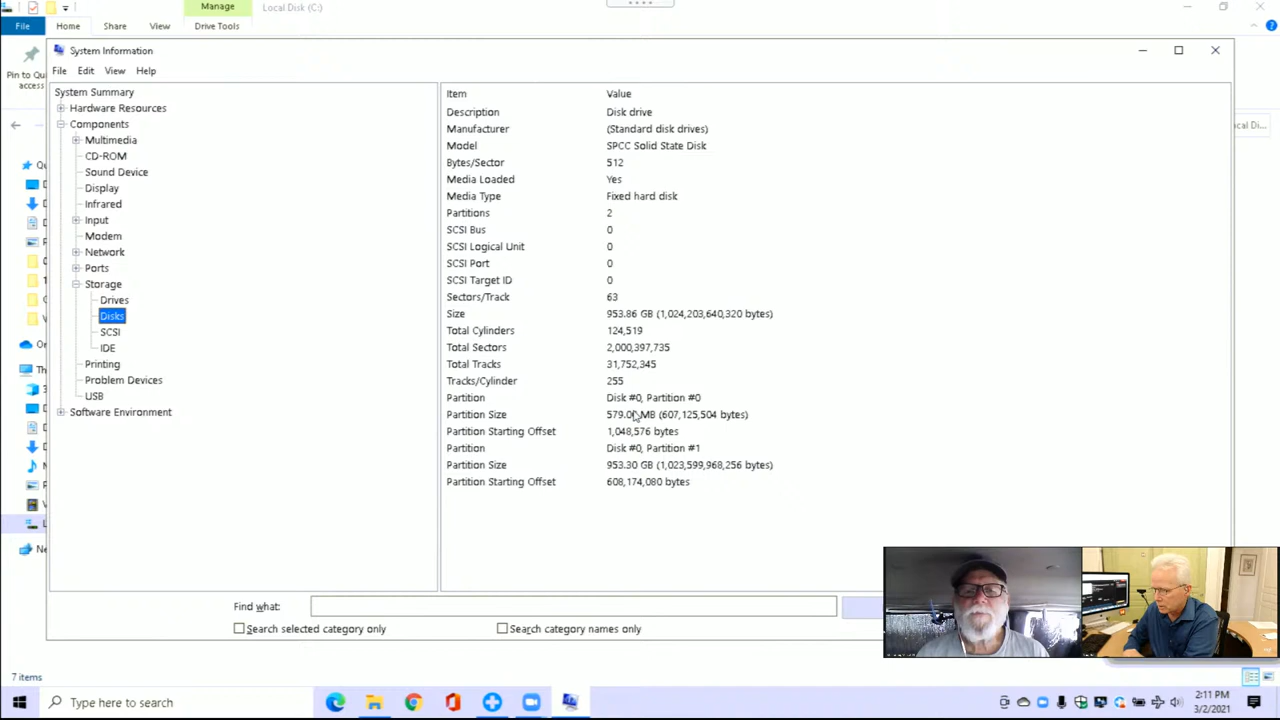 Manage
Local Disk (C:)
File
Home
Share
View
Drive Tools
Pin to Qu
access
System Information
File
Edit
View
Help
System Summary
Hardware Resources
Components
Multimedia
CD-ROM
Sound Device
Display
Infrared
Input
Modem
Network
Ports
Storage
Drives
Disks
SCSI
IDE
Printing
Problem Devices
USB
Software Environment
Item Value
Description Disk drive
Manufacturer (Standard disk drives)
Model SPCC Solid State Disk
Bytes/Sector 512
Media Loaded Yes
Media Type Fixed hard disk
Partitions 2
SCSI Bus 0
SCSI Logical Unit 0
SCSI Port 0
SCSI Target ID 0
Sectors/Track 63
Size 953.86 GB (1,024,203,640,320 bytes)
Total Cylinders 124,519
Total Sectors 2,000,397,735
Total Tracks 31,752,345
Tracks/Cylinder 255
Partition Disk #0, Partition #0
Partition Size MB (607,125,504 bytes)
Partition Starting Offset 1,048,576 bytes
Partition Disk #0, Partition #1
Partition Size 953.30 GB (1,023,599,968,256 bytes)
Partition Starting Offset 608,174,080 bytes
Find what:
Search selected category only
Search category names only
7 items
Type here to search
2:11 PM
3/2/2021